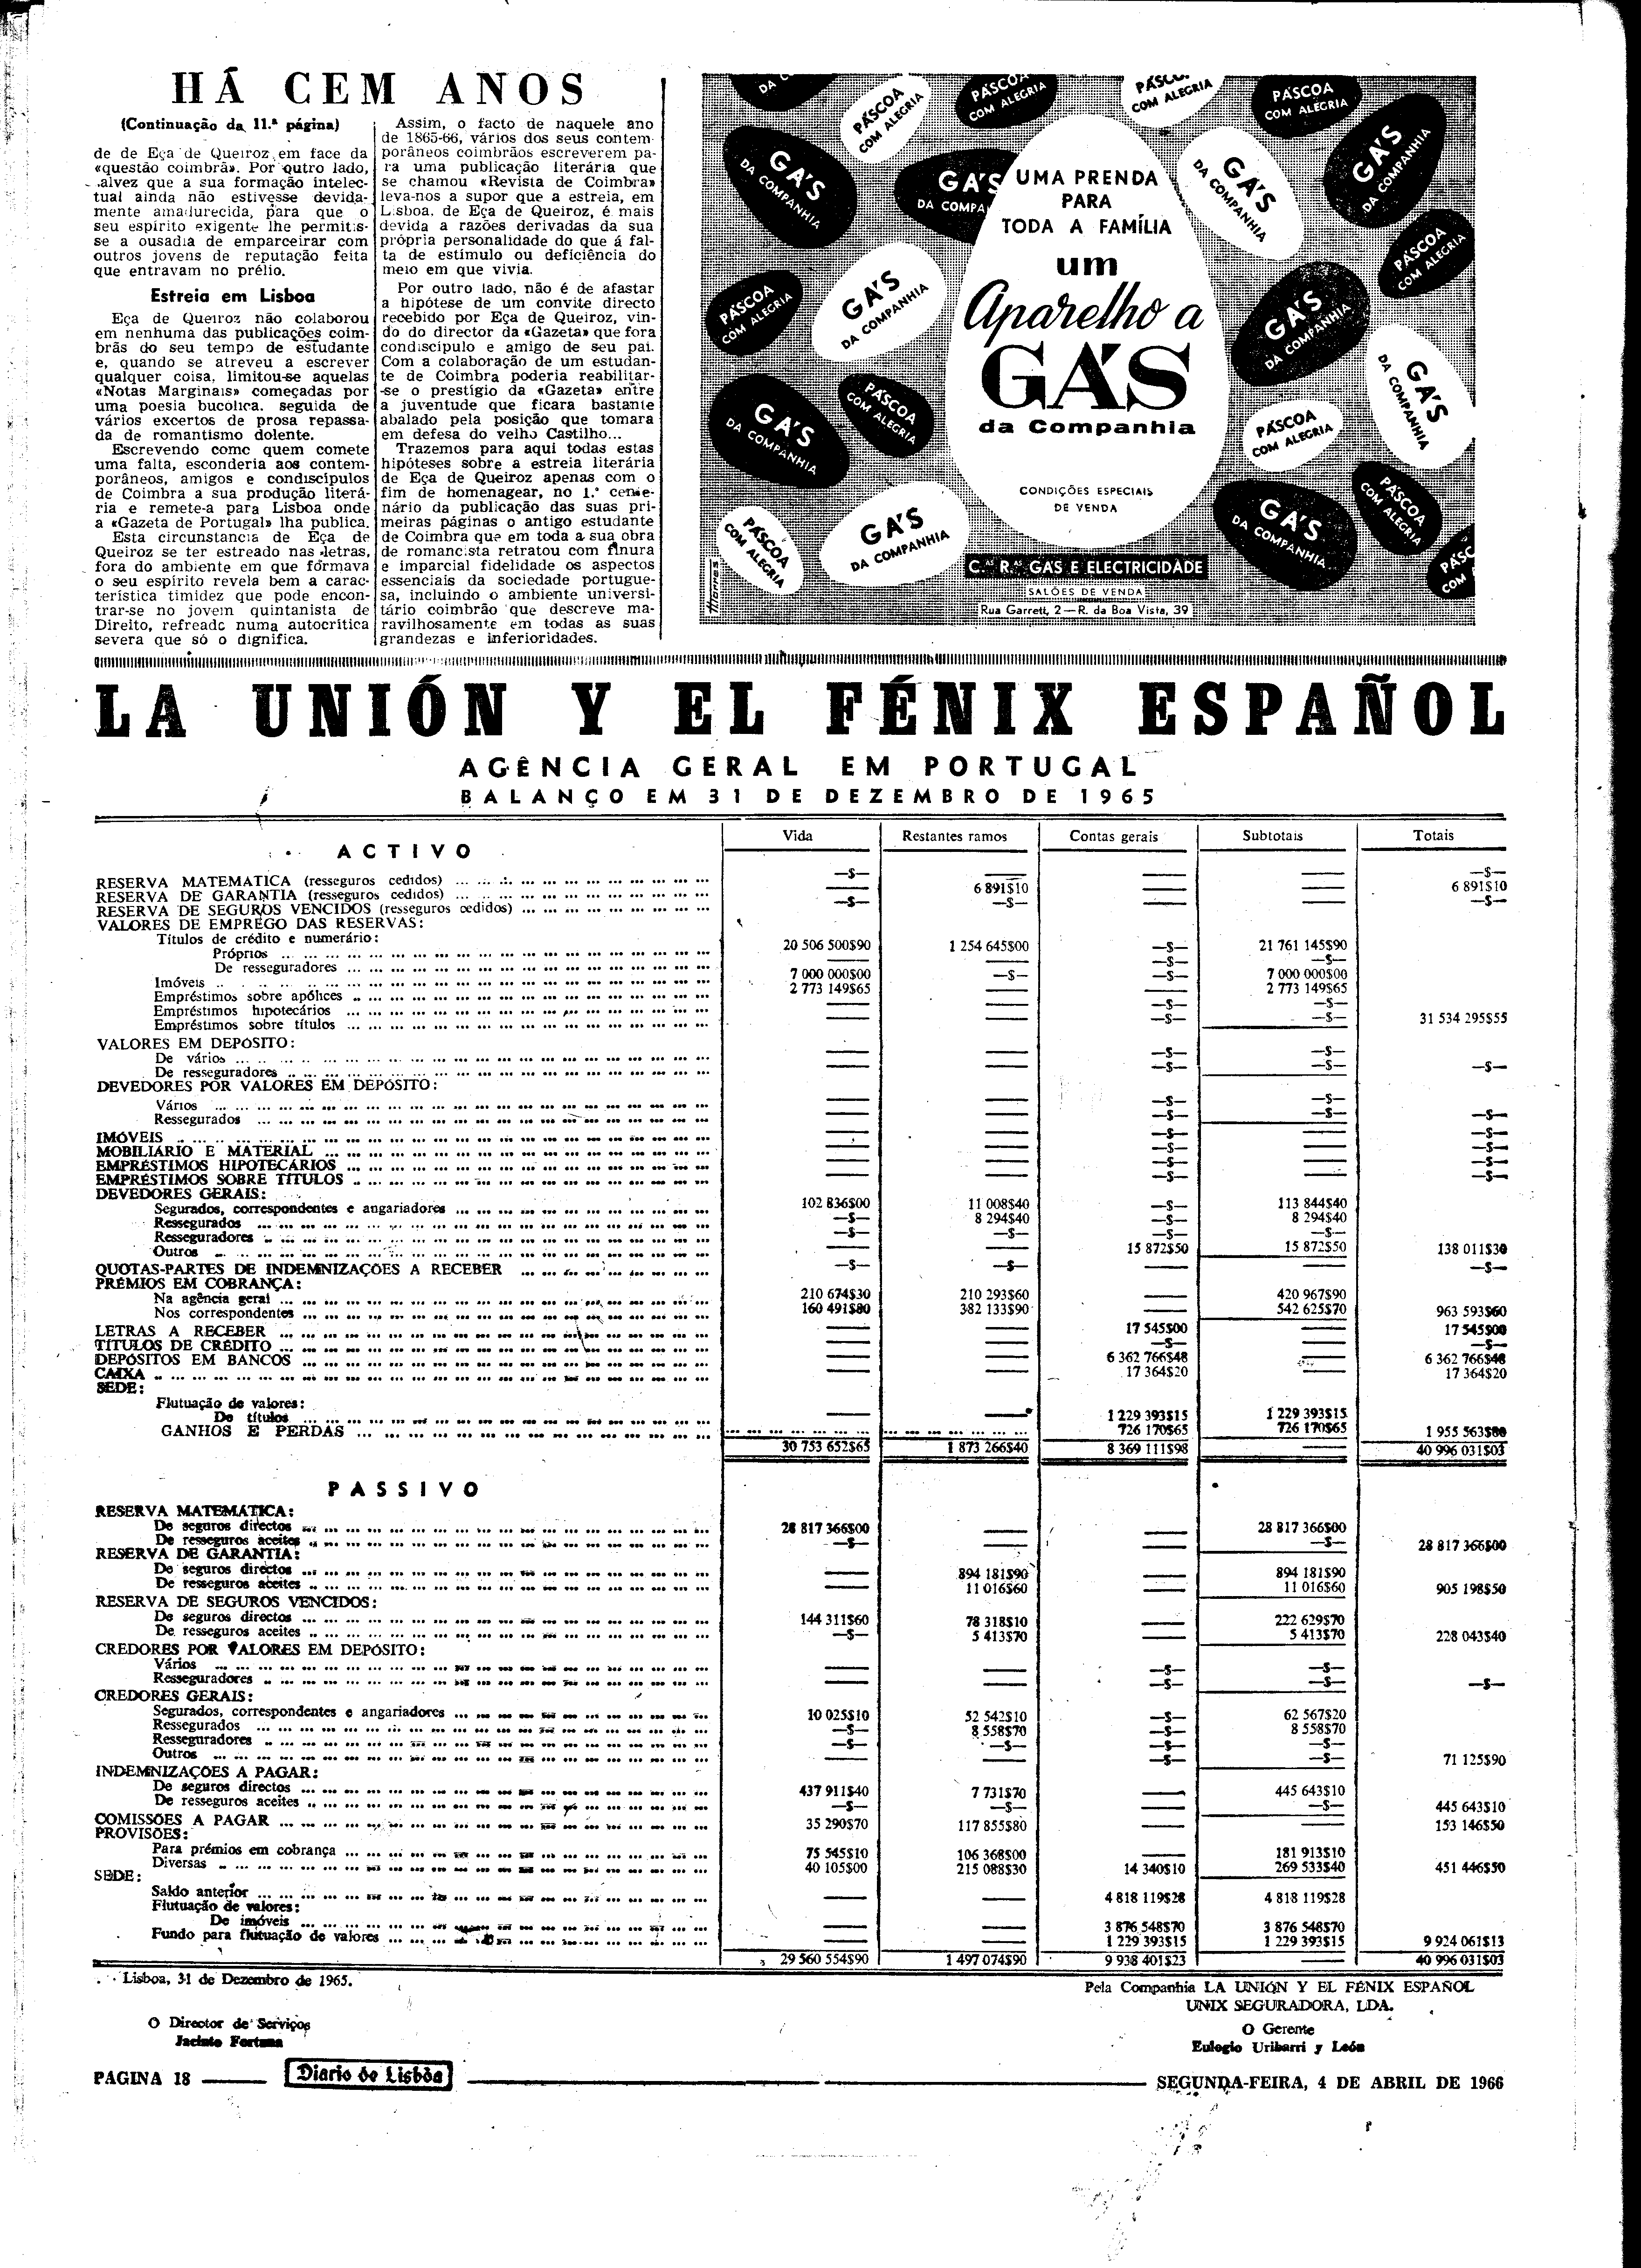 HÁ CEM ANOS
(Continuação da 11.ª página)
de de Eça de Queiroz em face da
«questão coimbrã». Por outro lado,
.alvez que a sua formação intelec-
tual ainda não estivesse devida-
mente amadurecida, para que o
seu espírito exigente lhe permitis-
se a ousadia de emparceirar com
outros jovens de reputação feita
que entravam no prélio.
Estreia em Lisboa
Eça de Queiroz não colaborou
em nenhuma das publicações coim-
brãs do seu tempo de estudante
e, quando se atreveu a escrever
qualquer coisa, limitou-se aquelas
«Notas Marginais» começadas por
uma poesia bucolica. seguida de
vários excertos de prosa repassa-
da de romantismo dolente.
Escrevendo como quem comete
uma falta, esconderia aos contem-
porâneos, amigos e condiscípulos
de Coimbra a sua produção literá-
ria e remete-a para Lisboa onde
a «Gazeta de Portugal» lha publica.
Esta circunstancia de Eça de
Queiroz se ter estreado nas letras,
fora do ambiente em que formava
o seu espírito revela bem a carac-
terística timidez que pode encon-
trar-se no jovem quintanista de
Direito, refreado numa autocrítica
severa que só o dignifica.
Assim, o facto de naquele ano
de 1865-66, vários dos seus contem-
porâneos coimbrãos escreverem pa-
ra uma publicação literária que
se chamou «Revista de Coimbra»
leva-nos a supor que a estreia, em
Lisboa, de Eça de Queiroz, é mais
devida a razões derivadas da sua
própria personalidade do que á fal-
ta de estímulo ou deficiência do
meio em que vivia.
Por outro lado, não é de afastar
a hipótese de um convite directo
recebido por Eça de Queiroz, vin-
do do director da «Gazeta» que fora
condiscipulo e amigo de seu pai.
Com a colaboração de um estudan-
te de Coimbra poderia reabilitar-
-se o prestígio da «Gazeta» entre
a juventude que ficara bastante
abalado pela posição que tomara
em defesa do velho Castilho...
Trazemos para aqui todas estas
hipóteses sobre a estreia literária
de Eça de Queiroz apenas com o
fim de homenagear, no 1.º cente-
nário da publicação das suas pri-
meiras páginas o antigo estudante
de Coimbra que em toda a sua obra
de romancista retratou com finura
e imparcial fidelidade os aspectos
essenciais da sociedade portugue-
sa, incluindo o ambiente universi-
tário coimbrão que descreve ma-
ravilhosamente em todas as suas
grandezas e inferioridades.
PÁSCOA COM ALEGRIA
GÁS DA COMPANHIA
UMA PRENDA
PARA
TODA A FAMÍLIA
um
Aparelho a
GÁS
da Companhia
CONDIÇÕES ESPECIAIS
DE VENDA
C.as R.as GÁS E ELECTRICIDADE
SALÕES DE VENDA
Rua Garrett, 2 — R. da Boa Vista, 39
LA UNIÓN Y EL FÉNIX ESPAÑOL
AGÊNCIA GERAL EM PORTUGAL
BALANÇO EM 31 DE DEZEMBRO DE 1965
Vida Restantes ramos Contas gerais Subtotais Totais
ACTIVO
RESERVA MATEMATICA (resseguros cedidos) ... —$— —— —— —— —$—
RESERVA DE GARANTIA (resseguros cedidos) ... —— 6 891$10 —— —— 6 891$10
RESERVA DE SEGUROS VENCIDOS (resseguros cedidos) ... —$— —$— —— —— —$—
VALORES DE EMPREGO DAS RESERVAS:
Títulos de crédito e numerário:
Próprios ... 20 506 500$90 1 254 645$00 —$— 21 761 145$90
De resseguradores ... —— —— —$— —$—
Imóveis ... 7 000 000$00 —$— —$— 7 000 000$00
Empréstimos sobre apólices ... 2 773 149$65 —— —— 2 773 149$65
Empréstimos hipotecários ... —— —— —$— —$—
Empréstimos sobre títulos ... —— —— —$— —$— 31 534 295$55
VALORES EM DEPÓSITO:
De vários ... —— —— —$— —$—
De resseguradores ... —— —— —$— —$— —$—
DEVEDORES POR VALORES EM DEPÓSITO:
Vários ... —— —— —$— —$—
Ressegurados ... —— —— —$— —$— —$—
IMÓVEIS ... —— —— —$— —— —$—
MOBILIARIO E MATERIAL ... —— —— —$— —— —$—
EMPRÉSTIMOS HIPOTECÁRIOS ... —— —— —$— —— —$—
EMPRÉSTIMOS SOBRE TÍTULOS ... —— —— —$— —— —$—
DEVEDORES GERAIS:
Segurados, correspondentes e angariadores ... 102 836$00 11 008$40 —$— 113 844$40
Ressegurados ... —$— 8 294$40 —$— 8 294$40
Resseguradores ... —$— —$— —$— —$—
Outros ... —— —— 15 872$50 15 872$50 138 011$30
QUOTAS-PARTES DE INDEMNIZAÇÕES A RECEBER ... —$— —$— —— —— —$—
PRÉMIOS EM COBRANÇA:
Na agência geral ... 210 674$30 210 293$60 —— 420 967$90
Nos correspondentes ... 160 491$80 382 133$90 —— 542 625$70 963 593$60
LETRAS A RECEBER ... —— —— 17 545$00 —— 17 545$00
TÍTULOS DE CRÉDITO ... —— —— —$— —— —$—
DEPÓSITOS EM BANCOS ... —— —— 6 362 766$48 —— 6 362 766$48
CAIXA ... —— —— 17 364$20 —— 17 364$20
SEDE:
Flutuação de valores:
De títulos ... —— —— 1 229 393$15 1 229 393$15
GANHOS E PERDAS ... 726 170$65 726 170$65 1 955 563$80
30 753 652$65 1 873 266$40 8 369 111$98 —— 40 996 031$03
PASSIVO
RESERVA MATEMÁTICA:
De seguros directos ... 28 817 366$00 —— —— 28 817 366$00
De resseguros aceites ... —$— —— —— —$— 28 817 366$00
RESERVA DE GARANTIA:
De seguros directos ... —— 894 181$90 —— 894 181$90
De resseguros aceites ... —— 11 016$60 —— 11 016$60 905 198$50
RESERVA DE SEGUROS VENCIDOS:
De seguros directos ... 144 311$60 78 318$10 —— 222 629$70
De resseguros aceites ... —$— 5 413$70 —— 5 413$70 228 043$40
CREDORES POR VALORES EM DEPOSITO:
Vários ... —— —— —$— —$—
Resseguradores ... —— —— —$— —$— —$—
CREDORES GERAIS:
Segurados, correspondentes e angariadores ... 10 025$10 52 542$10 —$— 62 567$20
Ressegurados ... —$— 8 558$70 —$— 8 558$70
Resseguradores ... —$— —$— —$— —$—
Outros ... —— —— —$— —$— 71 125$90
INDEMNIZAÇÕES A PAGAR:
De seguros directos ... 437 911$40 7 731$70 —— 445 643$10
De resseguros aceites ... —$— —$— —— —$— 445 643$10
COMISSÕES A PAGAR ... 35 290$70 117 855$80 —— —— 153 146$50
PROVISÕES:
Para prémios em cobrança ... 75 545$10 106 368$00 —— 181 913$10
Diversas ... 40 105$00 215 088$30 14 340$10 269 533$40 451 446$50
SEDE:
Saldo anterior ... —— —— 4 818 119$28 4 818 119$28
Flutuação de valores:
De imóveis ... —— —— 3 876 548$70 3 876 548$70
Fundo para flutuação de valores ... —— —— 1 229 393$15 1 229 393$15 9 924 061$13
29 560 554$90 1 497 074$90 9 938 401$23 —— 40 996 031$03
Lisboa, 31 de Dezembro de 1965.
O Director de Serviços
Jacinto Fortuna
Pela Companhia LA UNIÓN Y EL FÉNIX ESPAÑOL
UNIX SEGURADORA, LDA.
O Gerente
Eulogio Uribarri y León
PAGINA 18 Diario de Lisbôa SEGUNDA-FEIRA, 4 DE ABRIL DE 1966